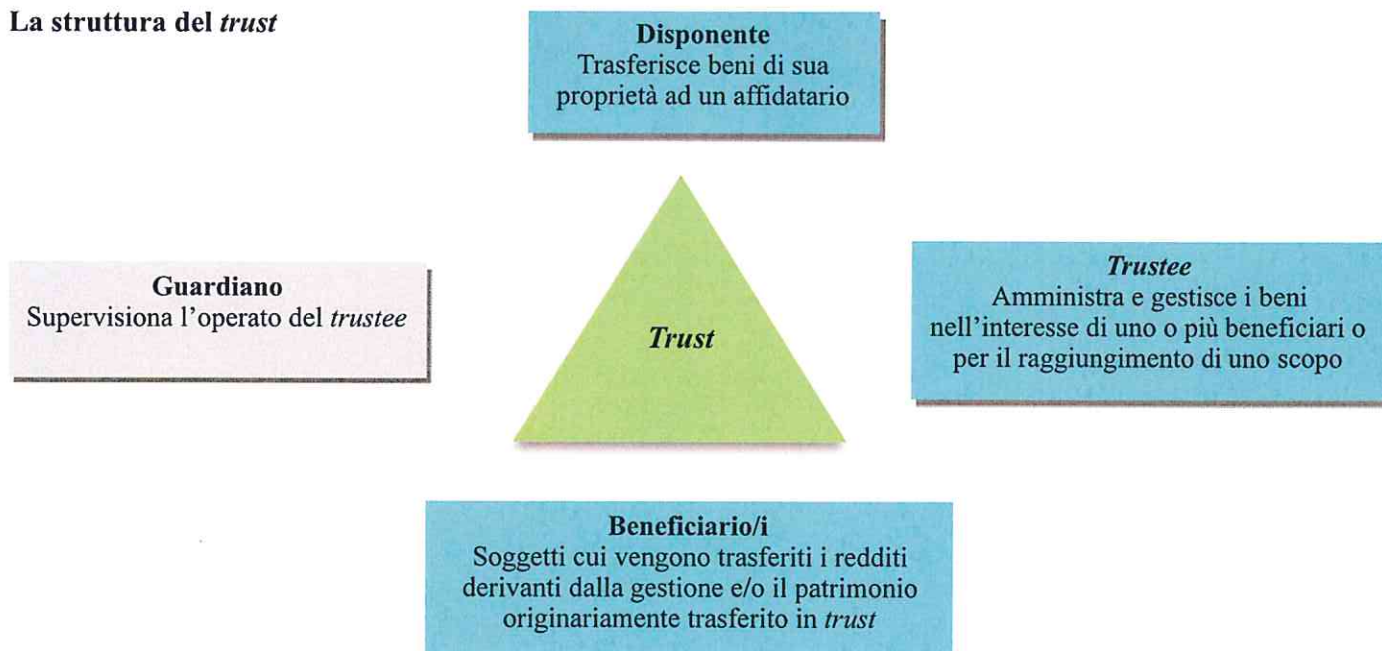 La struttura del trust
Disponente
Trasferisce beni di sua
proprietà ad un affidatario
Guardiano
Supervisiona l’operato del trustee
Trust
Trustee
Amministra e gestisce i beni
nell’interesse di uno o più beneficiari o
per il raggiungimento di uno scopo
Beneficiario/i
Soggetti cui vengono trasferiti i redditi
derivanti dalla gestione e/o il patrimonio
originariamente trasferito in trust